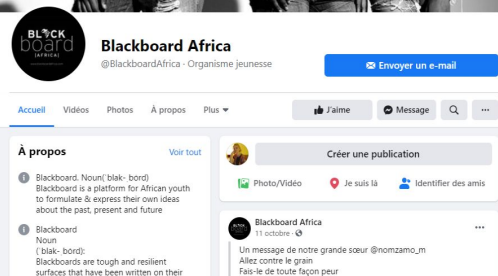 BLACK
board
[AFRICA]
Blackboard Africa
@BlackboardAfrica · Organisme jeunesse
Envoyer un e-mail
Accueil Vidéos Photos À propos Plus
J'aime Message
À propos Voir tout
Blackboard. Noun(ˈblak- bord)
Blackboard is a platform for African youth
to formulate & express their own ideas
about the past, present and future
Blackboard
Noun
(ˈblak- bord):
Blackboards are tough and resilient
surfaces that have been written on their
Créer une publication
Photo/Vidéo Je suis là Identifier des amis
Blackboard Africa
11 octobre ·
Un message de notre grande sœur @nomzamo_m
Allez contre le grain
Fais-le de toute façon peur